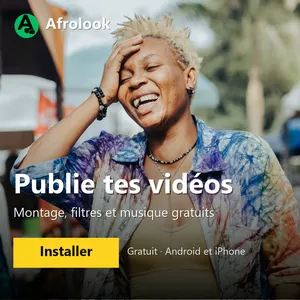 Afrolook
Publie tes vidéos
Montage, filtres et musique gratuits
Installer
Gratuit · Android et iPhone